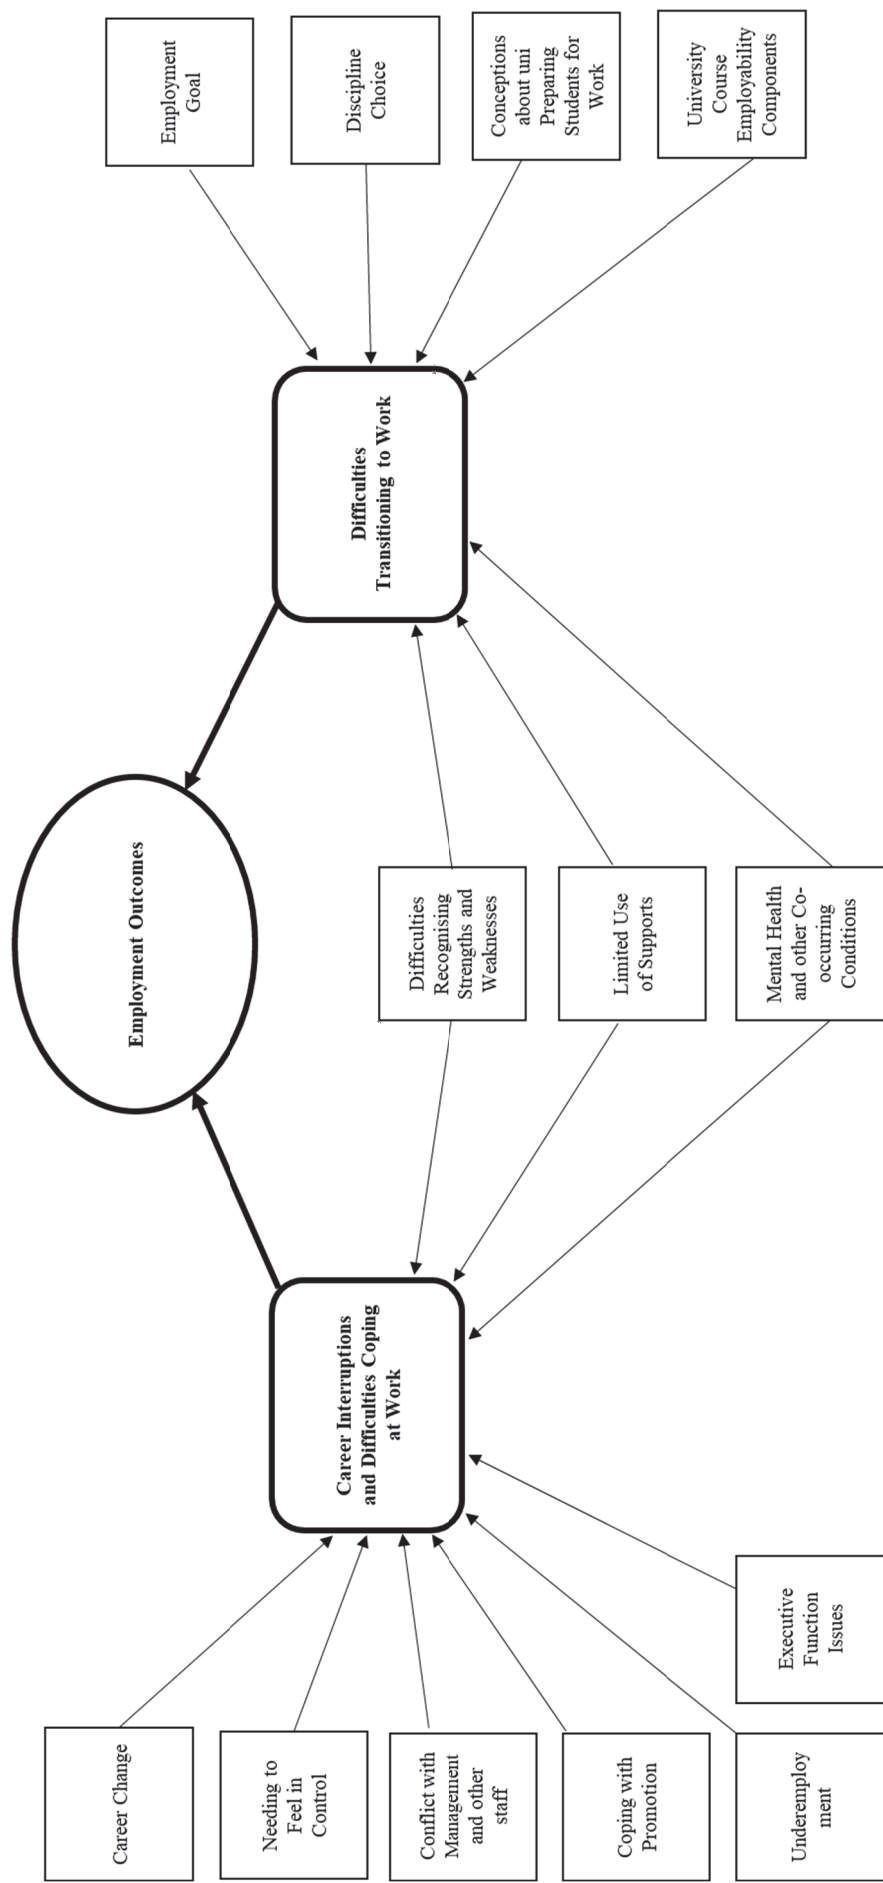 Employment Outcomes
Career Interruptions
and Difficulties Coping
at Work
Difficulties
Transitioning to Work
Career Change
Needing to
Feel in
Control
Conflict with
Management
and other
staff
Coping with
Promotion
Underemploy
ment
Executive
Function
Issues
Difficulties
Recognising
Strengths and
Weaknesses
Limited Use
of Supports
Mental Health
and other Co-
occurring
Conditions
Employment
Goal
Discipline
Choice
Conceptions
about uni
Preparing
Students for
Work
University
Course
Employability
Components